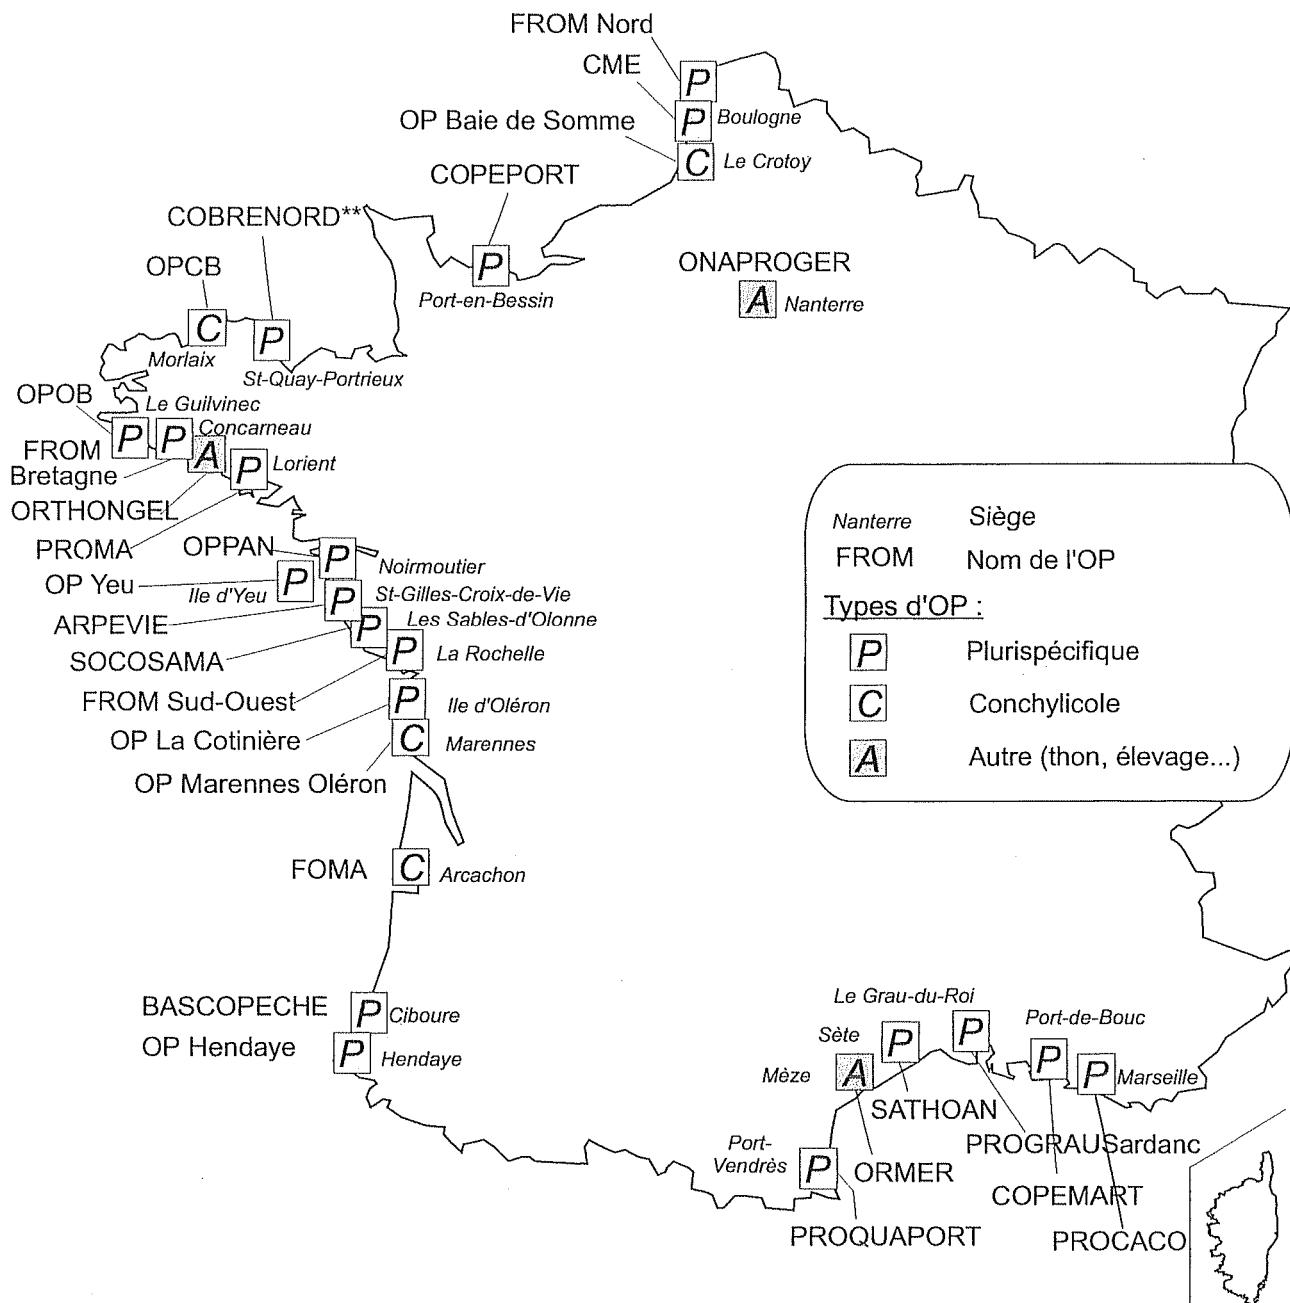 FROM Nord
P
CME
P
Boulogne
OP Baie de Somme
C
Le Crotoy
COPEPORT
P
Port-en-Bessin
COBRENORD**
P
St-Quay-Portrieux
OPCB
C
Morlaix
ONAPROGER
A
Nanterre
OPOB
P
Le Guilvinec
P
Concarneau
FROM
Bretagne
A
ORTHONGEL
P
Lorient
PROMA
OPPAN
P
Noirmoutier
OP Yeu
Ile d'Yeu
P
P
St-Gilles-Croix-de-Vie
ARPEVIE
P
Les Sables-d'Olonne
SOCOSAMA
P
La Rochelle
FROM Sud-Ouest
P
Ile d'Oléron
OP La Cotinière
C
Marennes
OP Marennes Oléron
FOMA
C
Arcachon
BASCOPECHE
P
Ciboure
OP Hendaye
P
Hendaye
Nanterre
Siège
FROM
Nom de l'OP
Types d'OP :
P
Plurispécifique
C
Conchylicole
A
Autre (thon, élevage...)
Le Grau-du-Roi
P
Sète
P
Port-de-Bouc
P
Mèze
A
P
Marseille
SATHOAN
PROGRAUSardanc
Port-
Vendrès
P
ORMER
COPEMART
PROQUAPORT
PROCACO